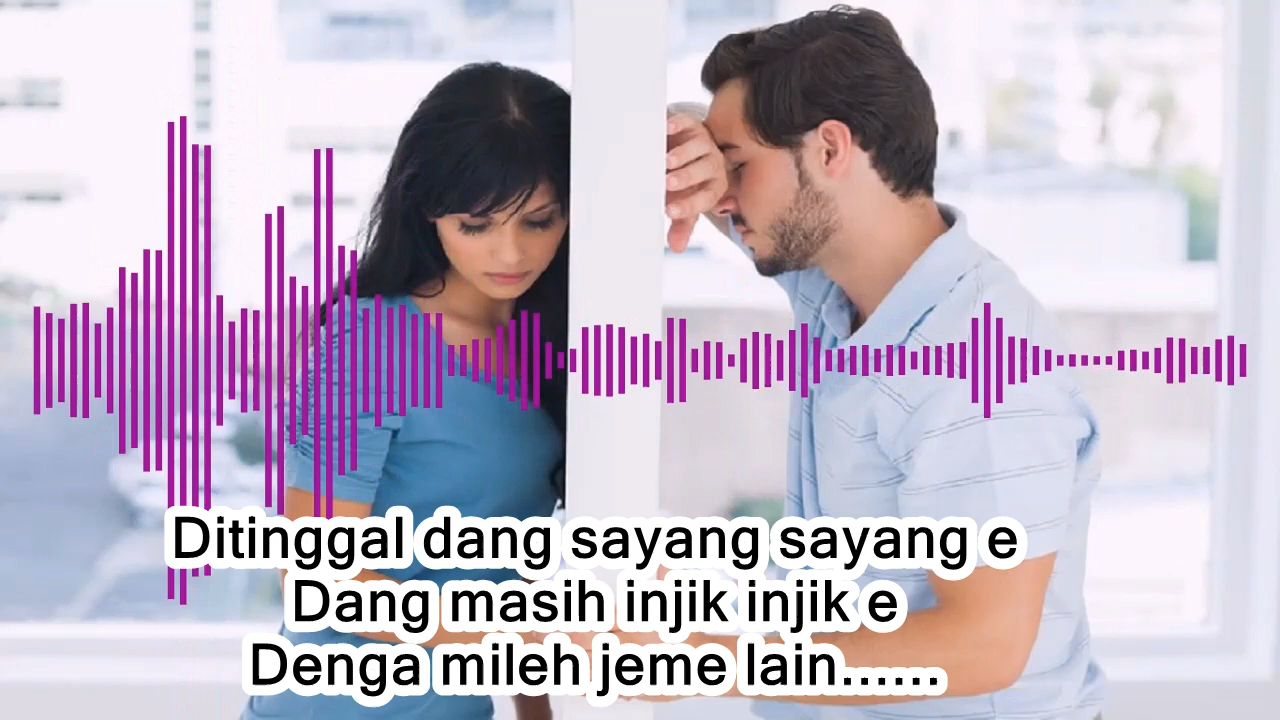 Ditinggal dang sayang sayang e
Dang masih injik injik e
Denga mileh jeme lain......